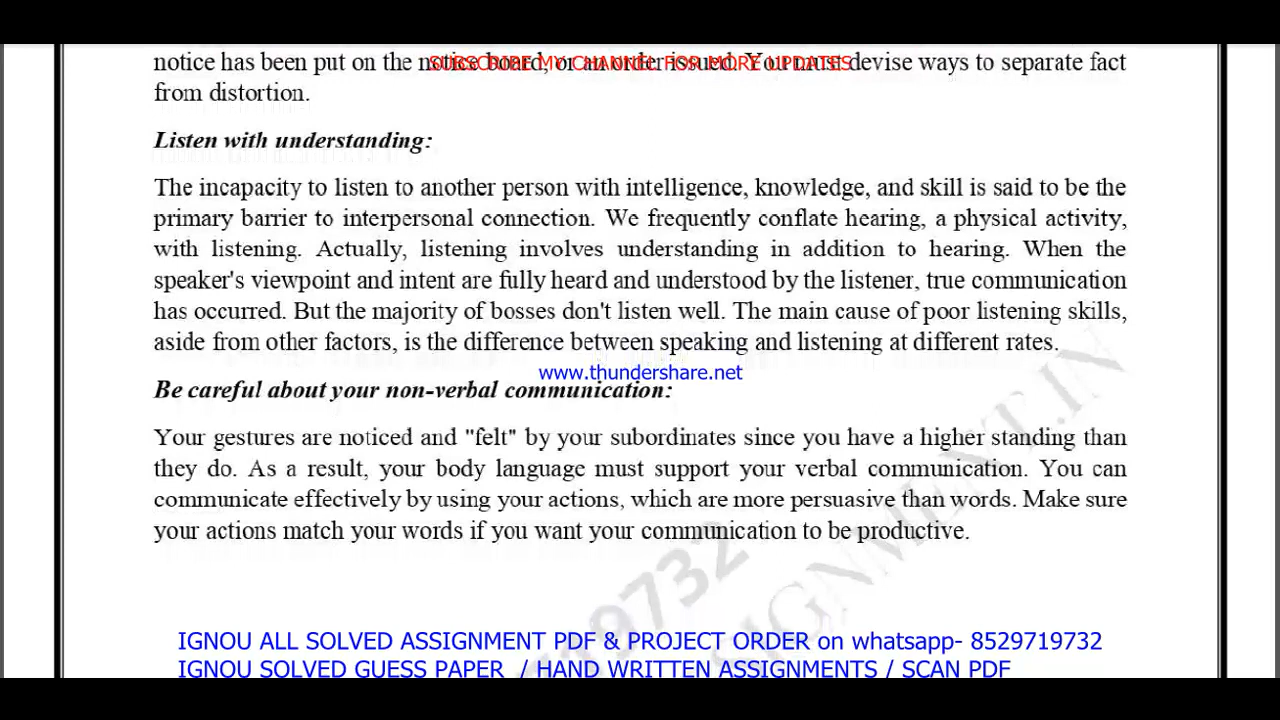 notice has been put on the notice board, or an order issued. You must devise ways to separate fact
SUBSCRIBE MY CHANNEL FOR MORE UPDATES
from distortion.
Listen with understanding:
The incapacity to listen to another person with intelligence, knowledge, and skill is said to be the
primary barrier to interpersonal connection. We frequently conflate hearing, a physical activity,
with listening. Actually, listening involves understanding in addition to hearing. When the
speaker's viewpoint and intent are fully heard and understood by the listener, true communication
has occurred. But the majority of bosses don't listen well. The main cause of poor listening skills,
aside from other factors, is the difference between speaking and listening at different rates.
www.thundershare.net
Be careful about your non-verbal communication:
Your gestures are noticed and "felt" by your subordinates since you have a higher standing than
they do. As a result, your body language must support your verbal communication. You can
communicate effectively by using your actions, which are more persuasive than words. Make sure
your actions match your words if you want your communication to be productive.
19732
SIGNMENT.IN
IGNOU ALL SOLVED ASSIGNMENT PDF & PROJECT ORDER on whatsapp- 8529719732
IGNOU SOLVED GUESS PAPER / HAND WRITTEN ASSIGNMENTS / SCAN PDF